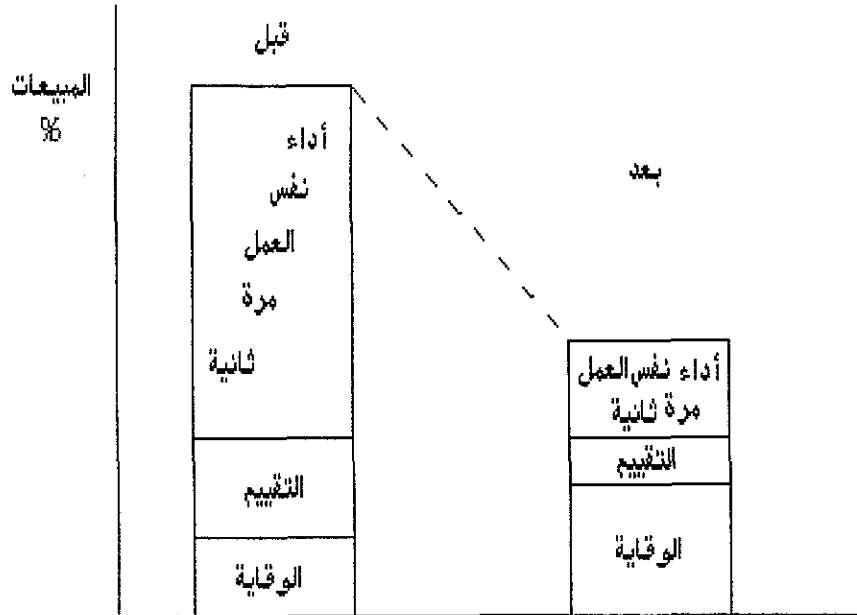 قبل
المبيعات
%
أداء
نفس
العمل
مرة
ثانية
التقييم
الوقاية
بعد
أداء نفس العمل
مرة ثانية
التقييم
الوقاية